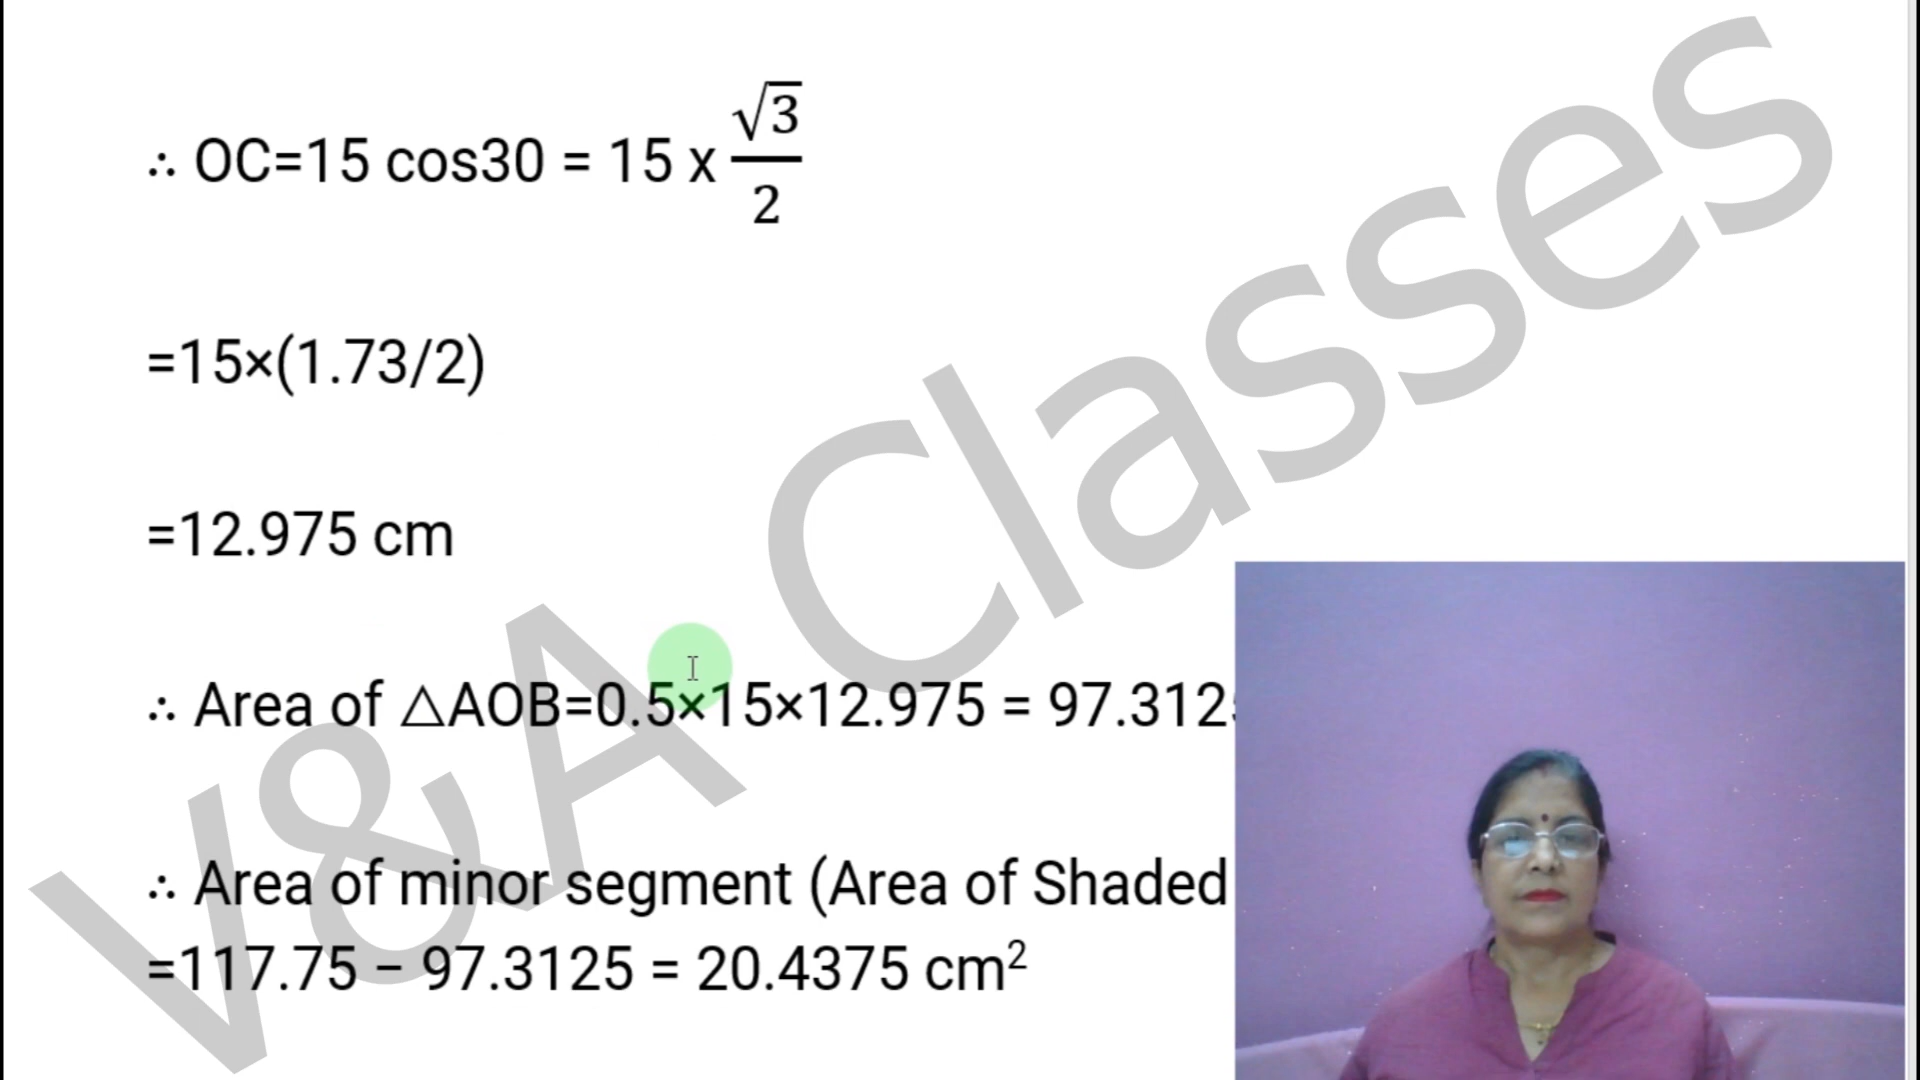 ∴ OC=15 cos30 = 15 x √3/2
=15×(1.73/2)
=12.975 cm
∴ Area of △AOB=0.5×15×12.975 = 97.312
∴ Area of minor segment (Area of Shaded
=117.75 – 97.3125 = 20.4375 cm²
V&A Classes